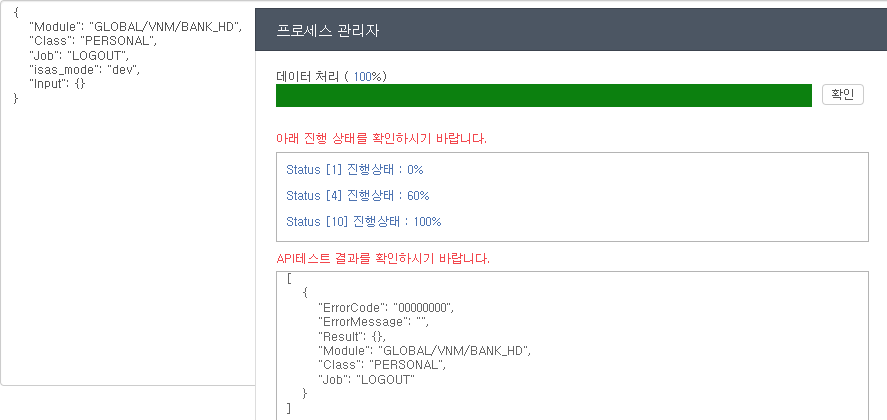 {
"Module": "GLOBAL/VNM/BANK_HD",
"Class": "PERSONAL",
"Job": "LOGOUT",
"isas_mode": "dev",
"Input": {}
}
프로세스 관리자
데이터 처리 ( 100%)
확인
아래 진행 상태를 확인하시기 바랍니다.
Status [1] 진행상태 : 0%
Status [4] 진행상태 : 60%
Status [10] 진행상태 : 100%
API테스트 결과를 확인하시기 바랍니다.
[
{
"ErrorCode": "00000000",
"ErrorMessage": "",
"Result": {},
"Module": "GLOBAL/VNM/BANK_HD",
"Class": "PERSONAL",
"Job": "LOGOUT"
}
]